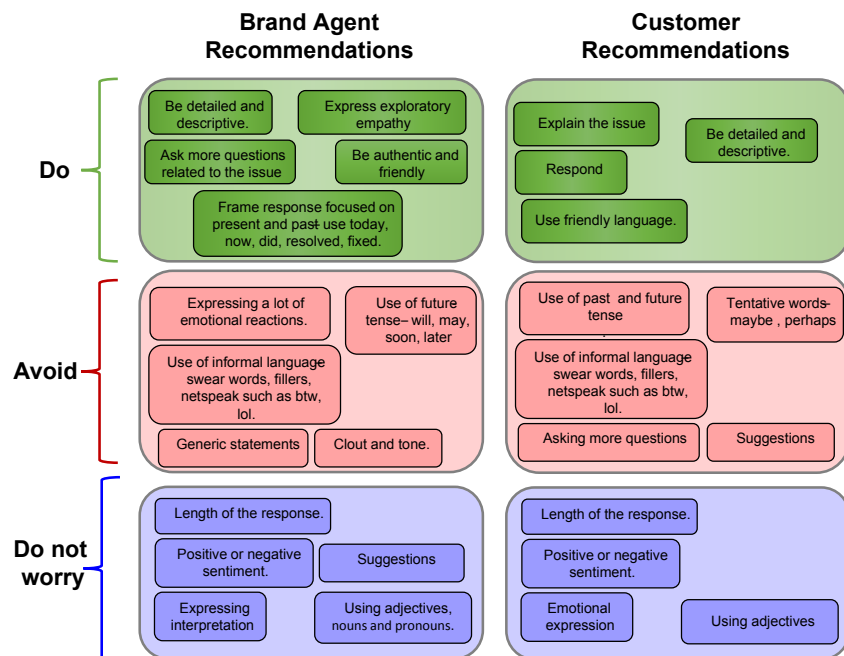 Brand Agent
Recommendations
Customer
Recommendations
Do
Be detailed and
descriptive.
Express exploratory
empathy
Ask more questions
related to the issue
Be authentic and
friendly
Frame response focused on
present and past– use today,
now, did, resolved, fixed.
Explain the issue
Be detailed and
descriptive.
Respond
Use friendly language.
Avoid
Expressing a lot of
emotional reactions.
Use of future
tense– will, may,
soon, later
Use of informal language–
swear words, fillers,
netspeak such as btw,
lol.
Generic statements
Clout and tone.
Use of past and future
tense
Tentative words–
maybe , perhaps
Use of informal language–
swear words, fillers,
netspeak such as btw,
lol.
Asking more questions
Suggestions
Do not
worry
Length of the response.
Positive or negative
sentiment.
Suggestions
Expressing
interpretation
Using adjectives,
nouns and pronouns.
Length of the response.
Positive or negative
sentiment.
Emotional
expression
Using adjectives